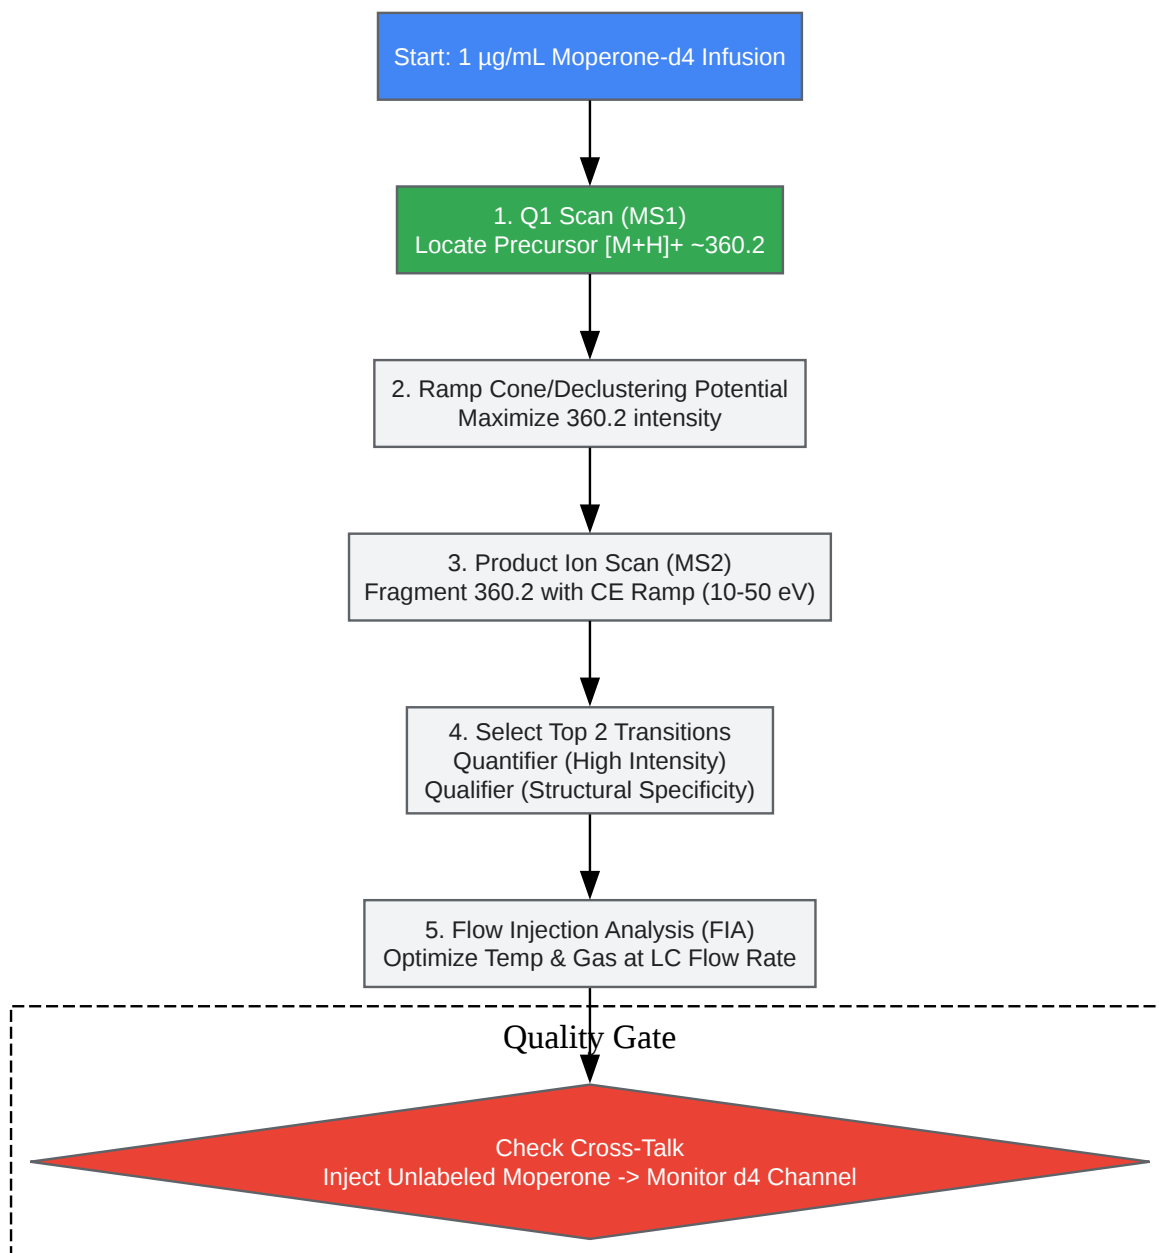 Start: 1 µg/mL Moperone-d4 Infusion
1. Q1 Scan (MS1)
Locate Precursor [M+H]+ ~360.2
2. Ramp Cone/Declustering Potential
Maximize 360.2 intensity
3. Product Ion Scan (MS2)
Fragment 360.2 with CE Ramp (10-50 eV)
4. Select Top 2 Transitions
Quantifier (High Intensity)
Qualifier (Structural Specificity)
5. Flow Injection Analysis (FIA)
Optimize Temp & Gas at LC Flow Rate
Quality Gate
Check Cross-Talk
Inject Unlabeled Moperone -> Monitor d4 Channel